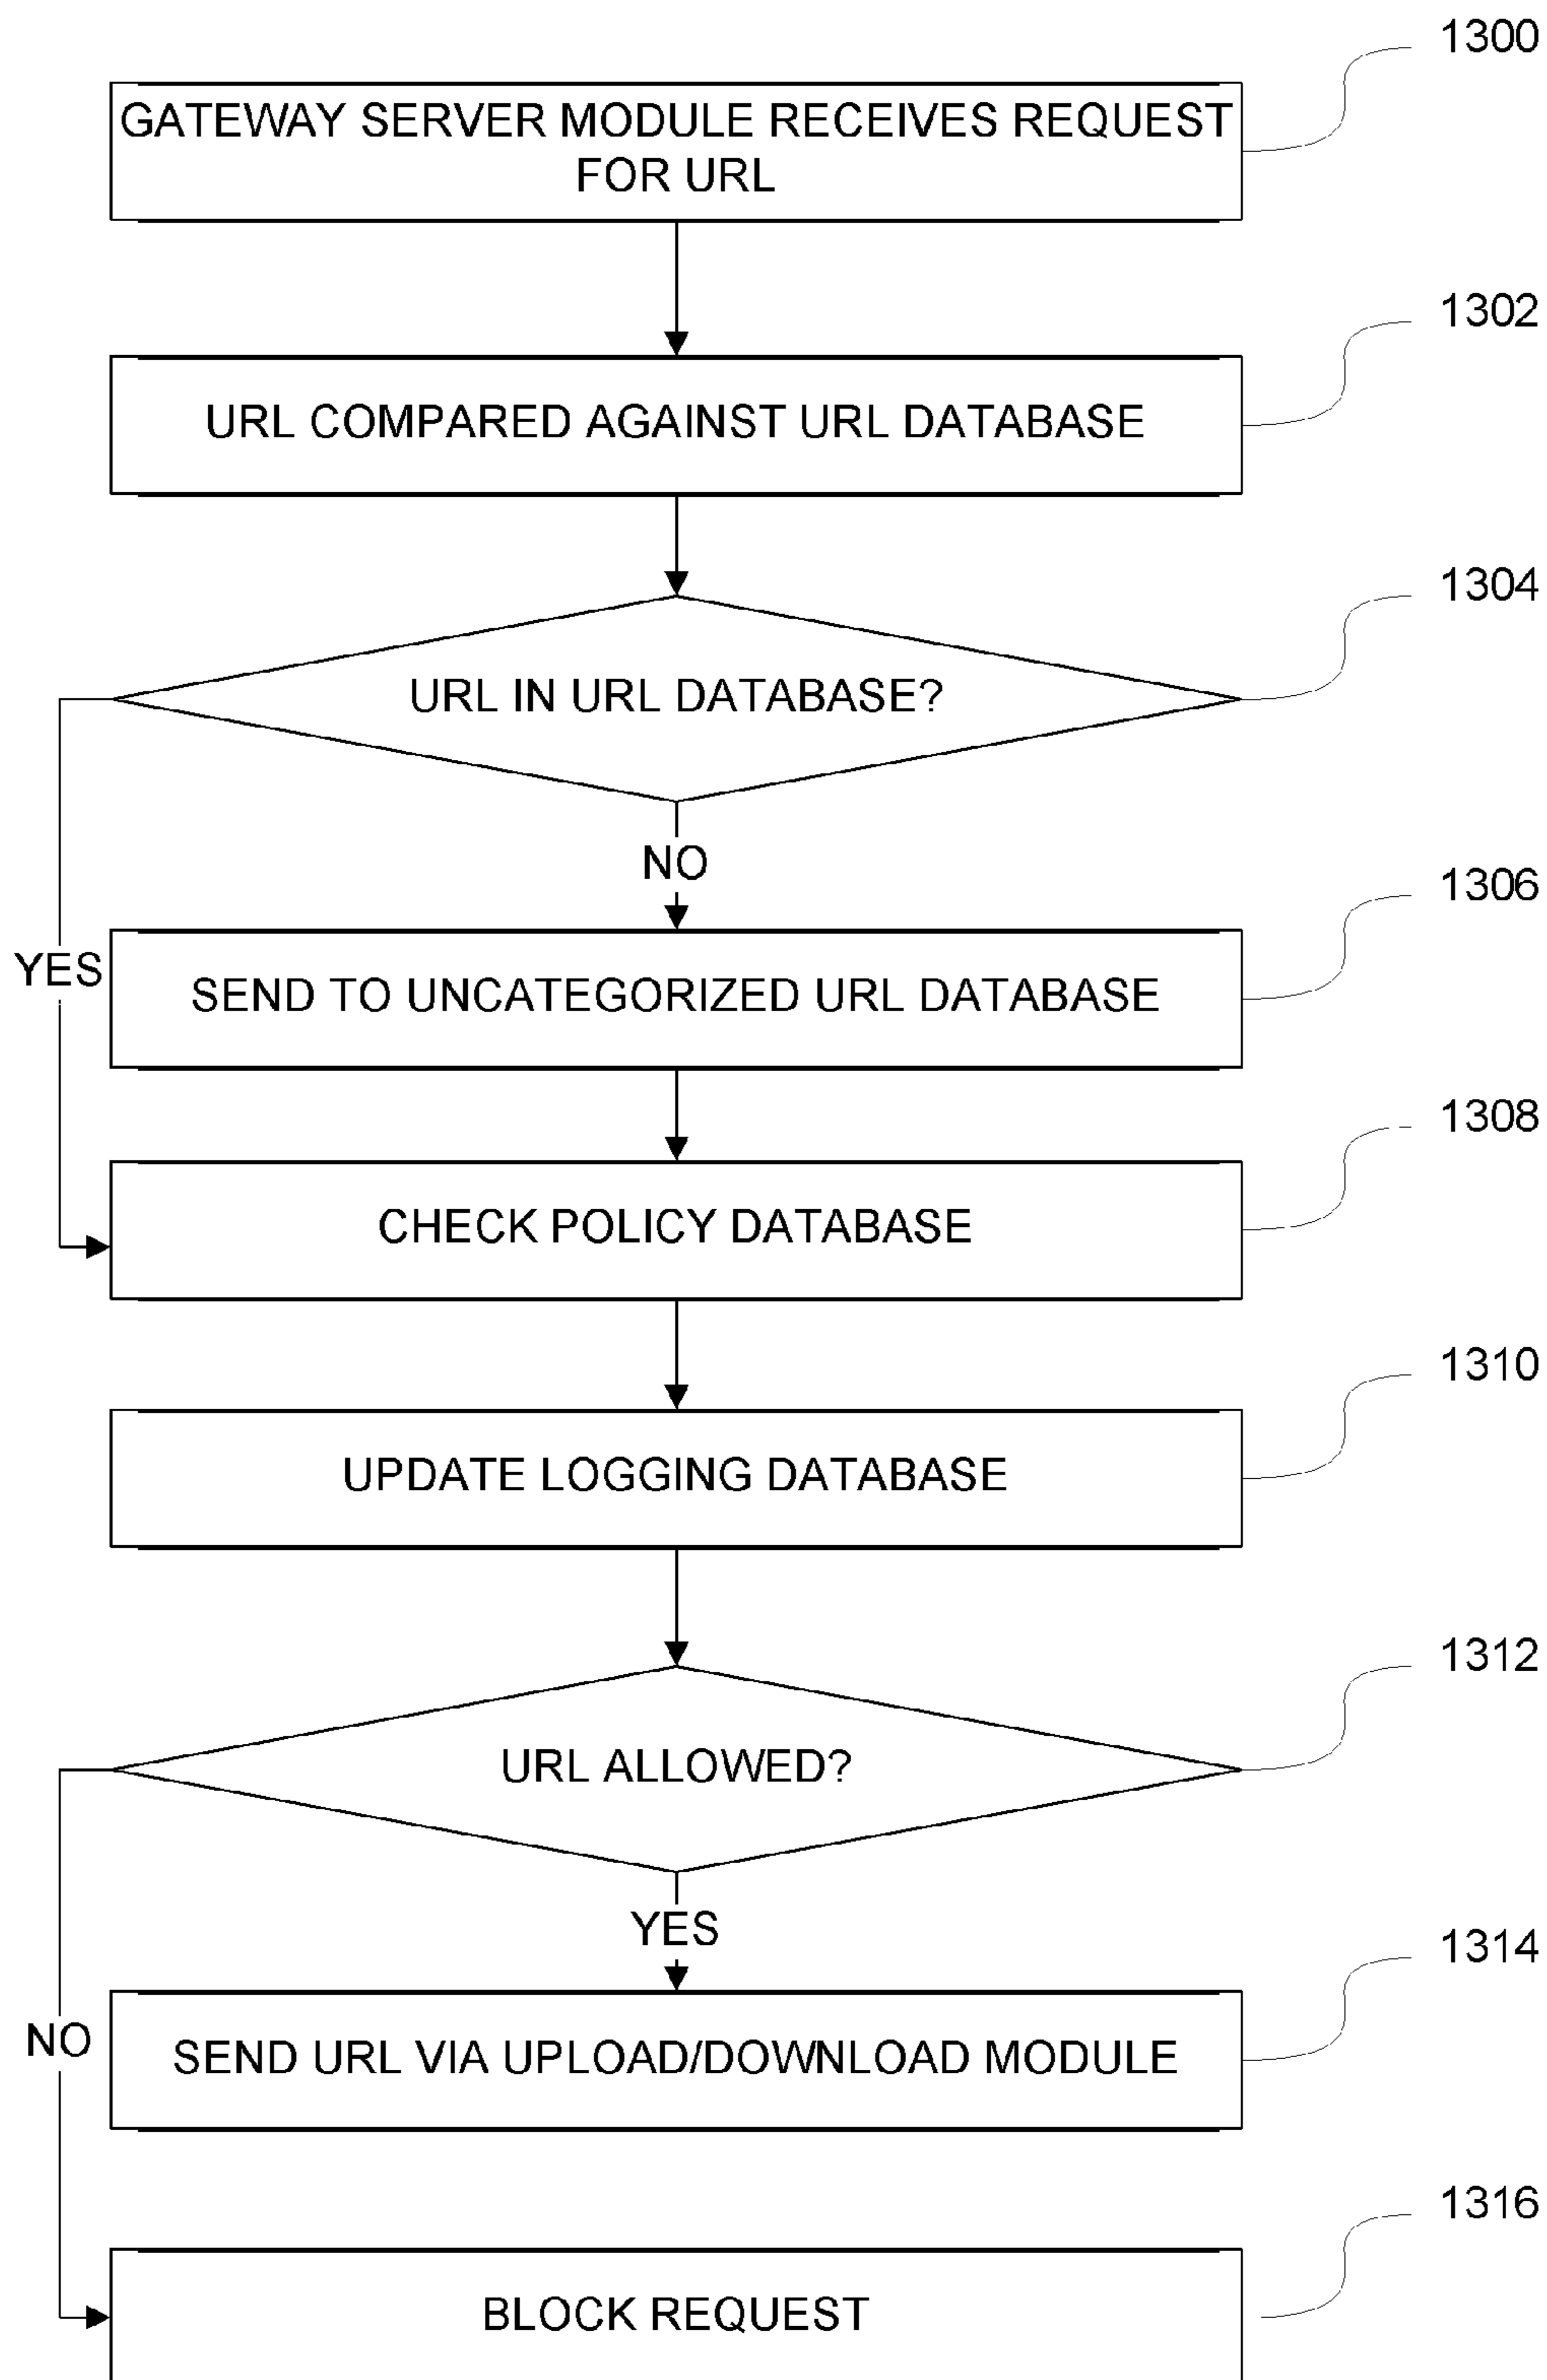 1300
GATEWAY SERVER MODULE RECEIVES REQUEST
FOR URL
1302
URL COMPARED AGAINST URL DATABASE
1304
URL IN URL DATABASE?
NO
1306
YES
SEND TO UNCATEGORIZED URL DATABASE
1308
CHECK POLICY DATABASE
1310
UPDATE LOGGING DATABASE
1312
URL ALLOWED?
YES
1314
NO
SEND URL VIA UPLOAD/DOWNLOAD MODULE
1316
BLOCK REQUEST